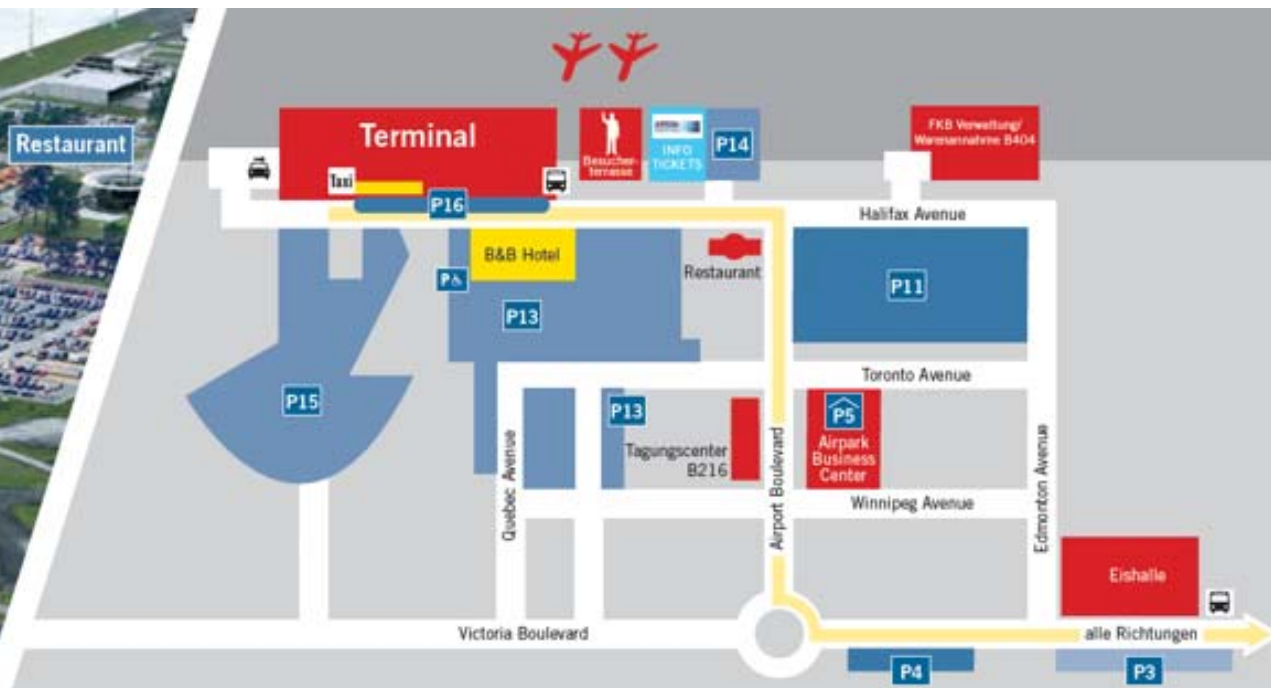 Restaurant
Terminal
Taxi
P16
Besucher-
terrasse
INFO
TICKETS
P14
FKB Verwaltung/
Warenannahme B404
Halifax Avenue
B&B Hotel
P
P13
Restaurant
P11
Toronto Avenue
P15
P13
Tagungscenter
B216
P5
Airpark
Business
Center
Quebec Avenue
Airport Boulevard
Winnipeg Avenue
Edmonton Avenue
Eishalle
Victoria Boulevard
alle Richtungen
P4
P3